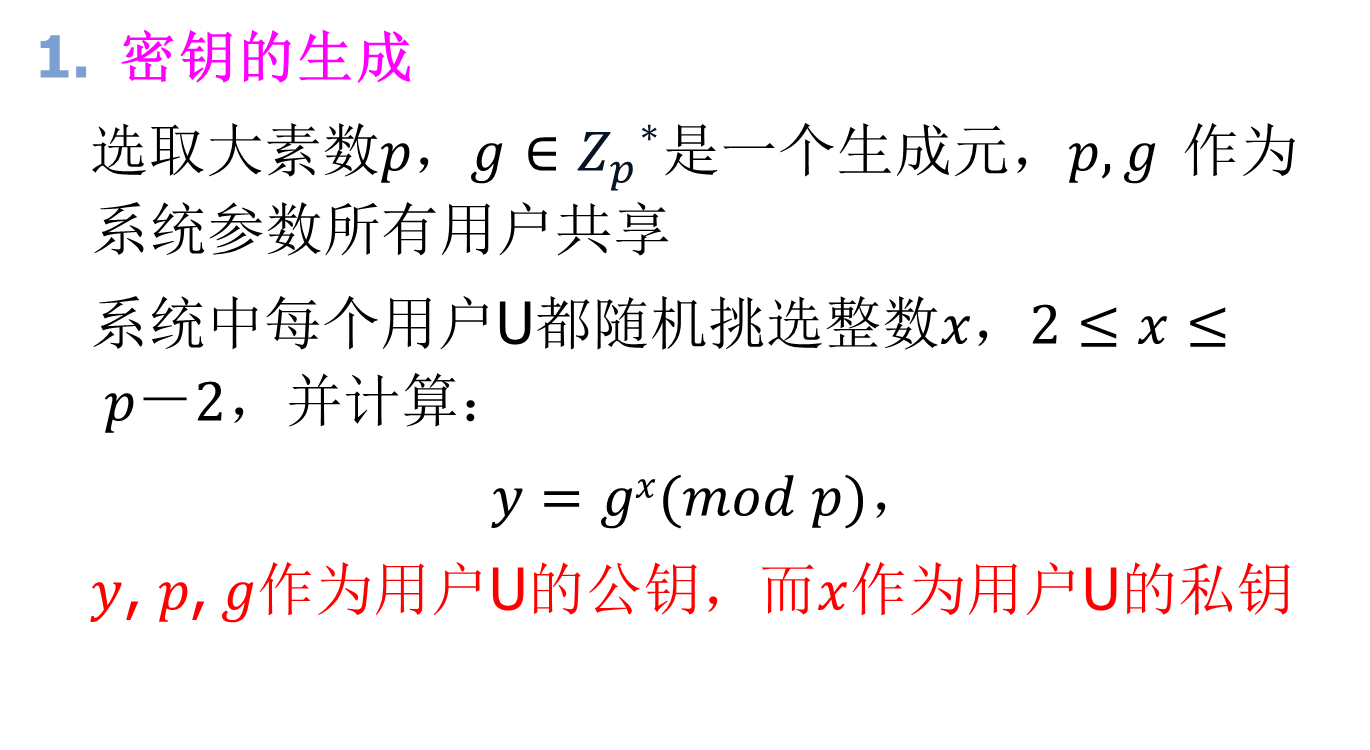 1. 密钥的生成
选取大素数p，g ∈ Zₚ*是一个生成元，p, g 作为
系统参数所有用户共享
系统中每个用户U都随机挑选整数x，2 ≤ x ≤
p－2，并计算：
y = gˣ(mod p)，
y, p, g作为用户U的公钥，而x作为用户U的私钥